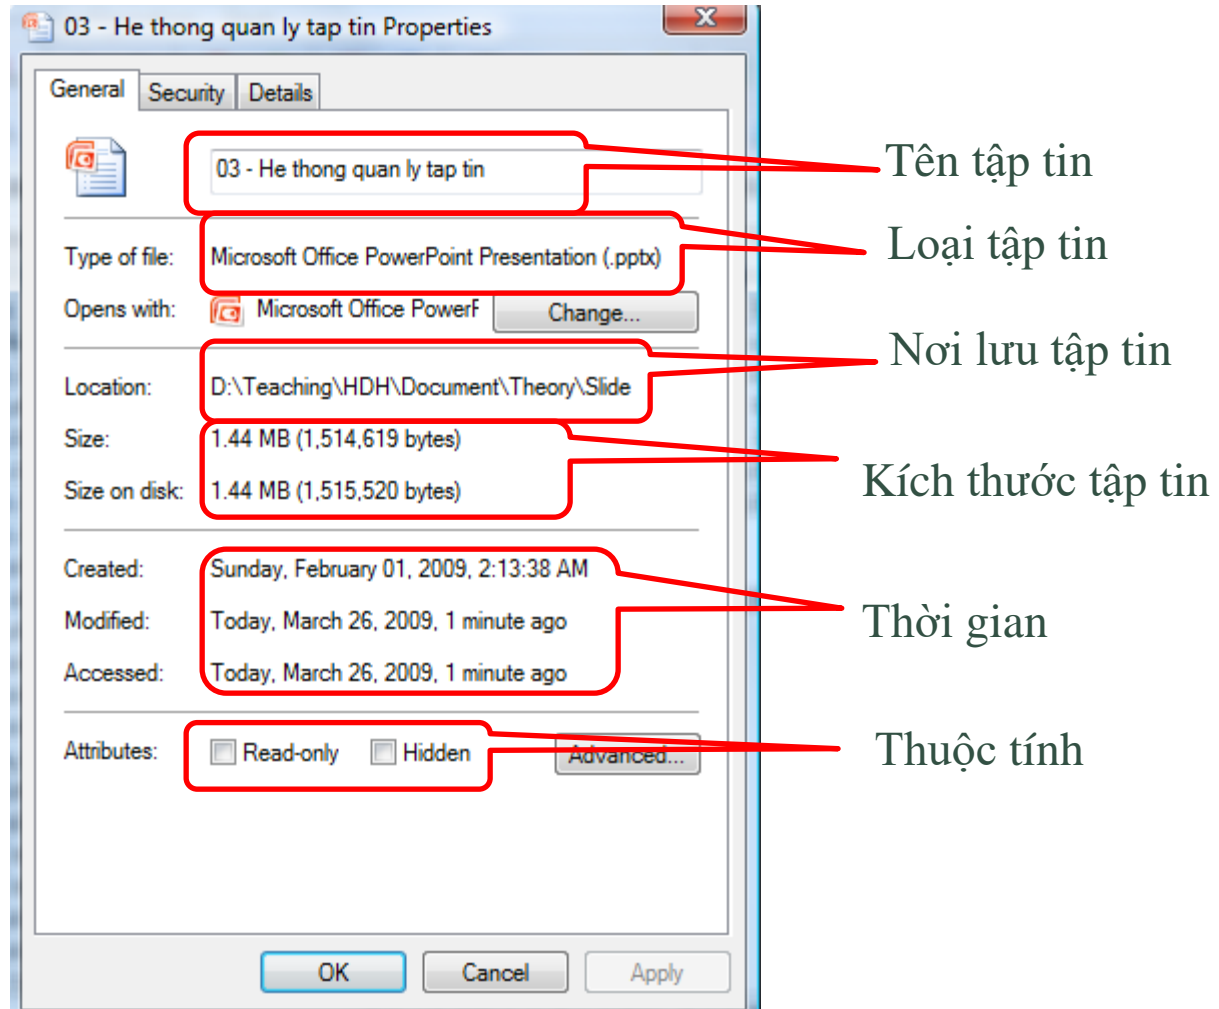 03 - He thong quan ly tap tin Properties
General Security Details
03 - He thong quan ly tap tin
Tên tập tin
Type of file: Microsoft Office PowerPoint Presentation (.pptx)
Loại tập tin
Opens with: Microsoft Office PowerF Change...
Nơi lưu tập tin
Location: D:\Teaching\HDH\Document\Theory\Slide
Size: 1.44 MB (1,514,619 bytes)
Size on disk: 1.44 MB (1,515,520 bytes)
Kích thước tập tin
Created: Sunday, February 01, 2009, 2:13:38 AM
Modified: Today, March 26, 2009, 1 minute ago
Thời gian
Accessed: Today, March 26, 2009, 1 minute ago
Attributes: Read-only Hidden Advanced...
Thuộc tính
OK Cancel Apply